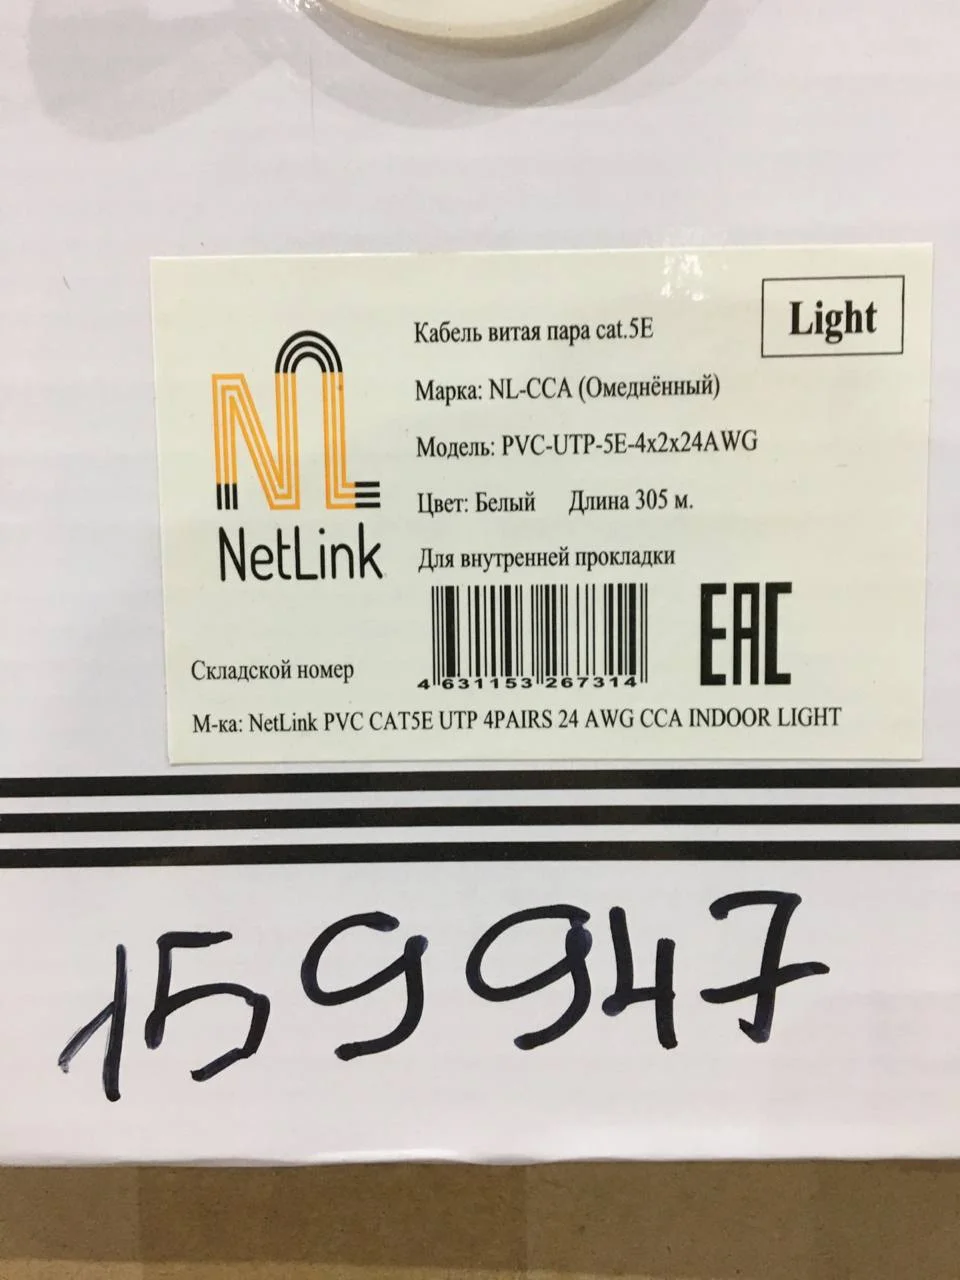 Light
Кабель витая пара cat.5E
Марка: NL-CCA (Омеднённый)
Модель: PVC-UTP-5E-4x2x24AWG
Цвет: Белый Длина 305 м.
NetLink
Для внутренней прокладки
EAC
Складской номер
4 631153 267314
М-ка: NetLink PVC CAT5E UTP 4PAIRS 24 AWG CCA INDOOR LIGHT
159947